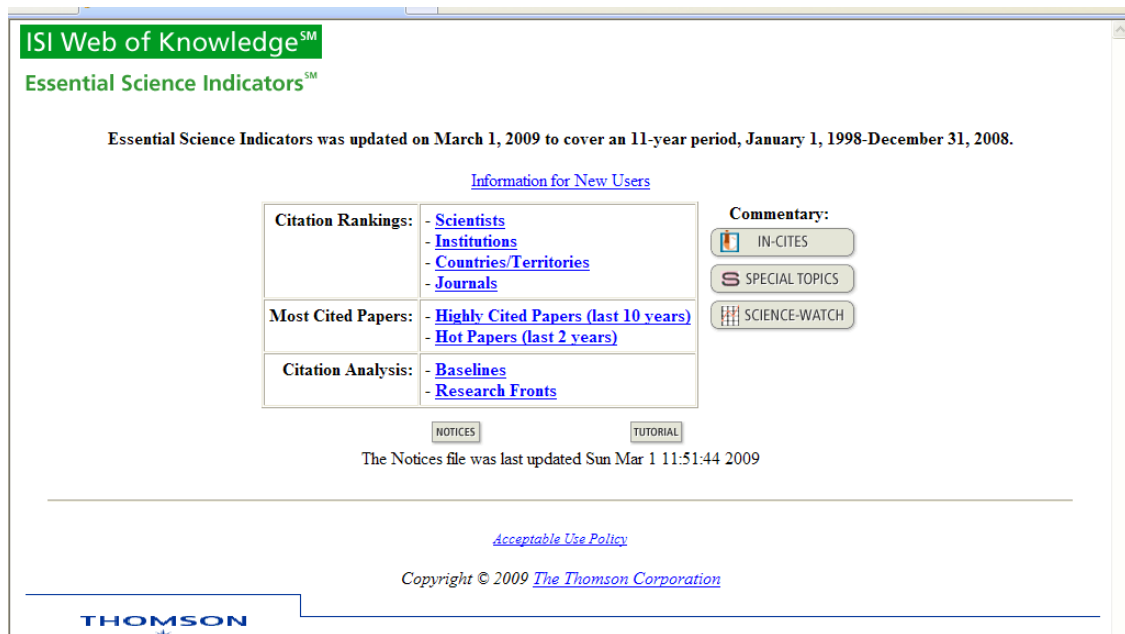 ISI Web of Knowledge℠
Essential Science Indicators℠
Essential Science Indicators was updated on March 1, 2009 to cover an 11-year period, January 1, 1998-December 31, 2008.
Information for New Users
Citation Rankings:
- Scientists
- Institutions
- Countries/Territories
- Journals
Most Cited Papers:
- Highly Cited Papers (last 10 years)
- Hot Papers (last 2 years)
Citation Analysis:
- Baselines
- Research Fronts
Commentary:
IN-CITES
SPECIAL TOPICS
SCIENCE-WATCH
NOTICES
TUTORIAL
The Notices file was last updated Sun Mar 1 11:51:44 2009
Acceptable Use Policy
Copyright © 2009 The Thomson Corporation
THOMSON